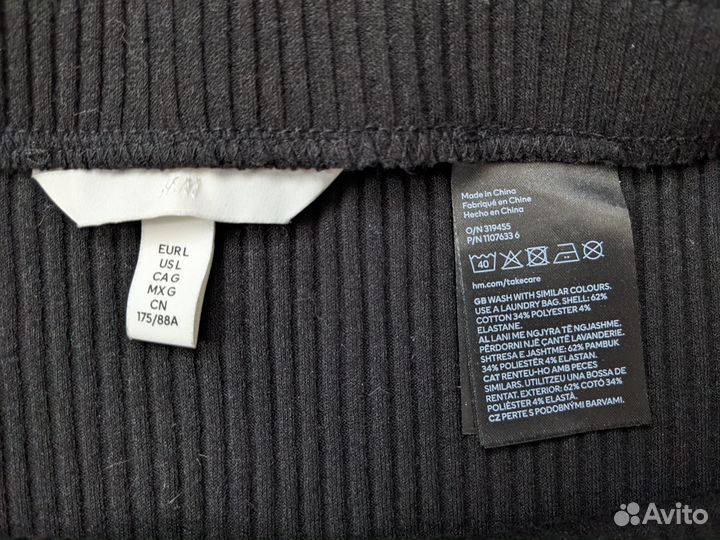 H&M
EUR L
US L
CA G
MX G
CN
175/88A
Made in China
Fabriqué en Chine
Hecho en China
O/N 319455
P/N 1107633 6
40
hm.com/takecare
GB WASH WITH SIMILAR COLOURS.
USE A LAUNDRY BAG. SHELL: 62%
COTTON 34% POLYESTER 4%
ELASTANE.
AL LANI ME NGJYRA TË NGJASHME.
PËRDORNI NJË ÇANTË LAVANDERIE.
SHTRESA E JASHTME: 62% PAMBUK
34% POLIESTËR 4% ELASTAN.
CAT RENTEU-HO AMB PECES
SIMILARS. UTILITZEU UNA BOSSA DE
RENTAT. EXTERIOR: 62% COTÓ 34%
POLIÈSTER 4% ELASTÀ.
CZ PERTE S PODOBNÝMI BARVAMI.
Avito